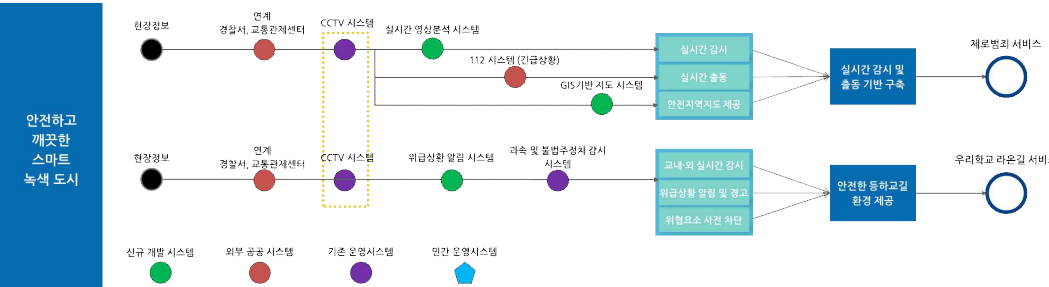 안전하고
깨끗한
스마트
녹색 도시
현장정보
연계
경찰서, 교통관제센터
CCTV 시스템
실시간 영상분석 시스템
112 시스템 (긴급상황)
GIS기반 지도 시스템
실시간 감시
실시간 출동
안전지역지도 제공
실시간 감시 및
출동 기반 구축
제로범죄 서비스
현장정보
연계
경찰서, 교통관제센터
CCTV 시스템
위급상황 알림 시스템
과속 및 불법주정차 감시
시스템
교내·외 실시간 감시
위급상황 알림 및 경고
위협요소 사전 차단
안전한 등하교길
환경 제공
우리학교 라온길 서비.
신규 개발 시스템
외부 공공 시스템
기존 운영시스템
민간 운영시스템